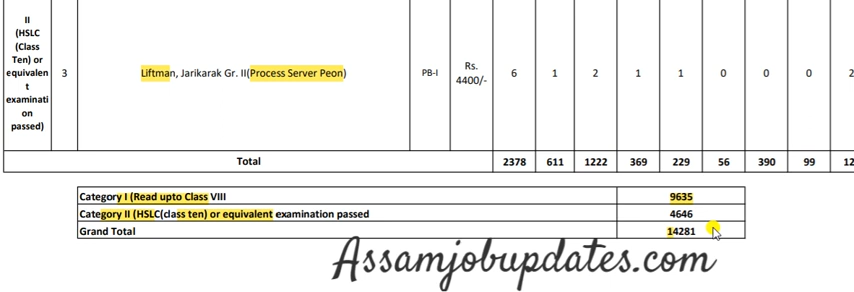 II
(HSLC
(Class
Ten) or
equivalen
t
examinati
on
passed)
3
Liftman, Jarikarak Gr. II(Process Server Peon)
PB-I
Rs.
4400/-
6 1 2 1 1 0 0 0 2
Total 2378 611 1222 369 229 56 390 99 12
Category I (Read upto Class VIII 9635
Category II (HSLC(class ten) or equivalent examination passed 4646
Grand Total 14281
Assamjobupdates.com